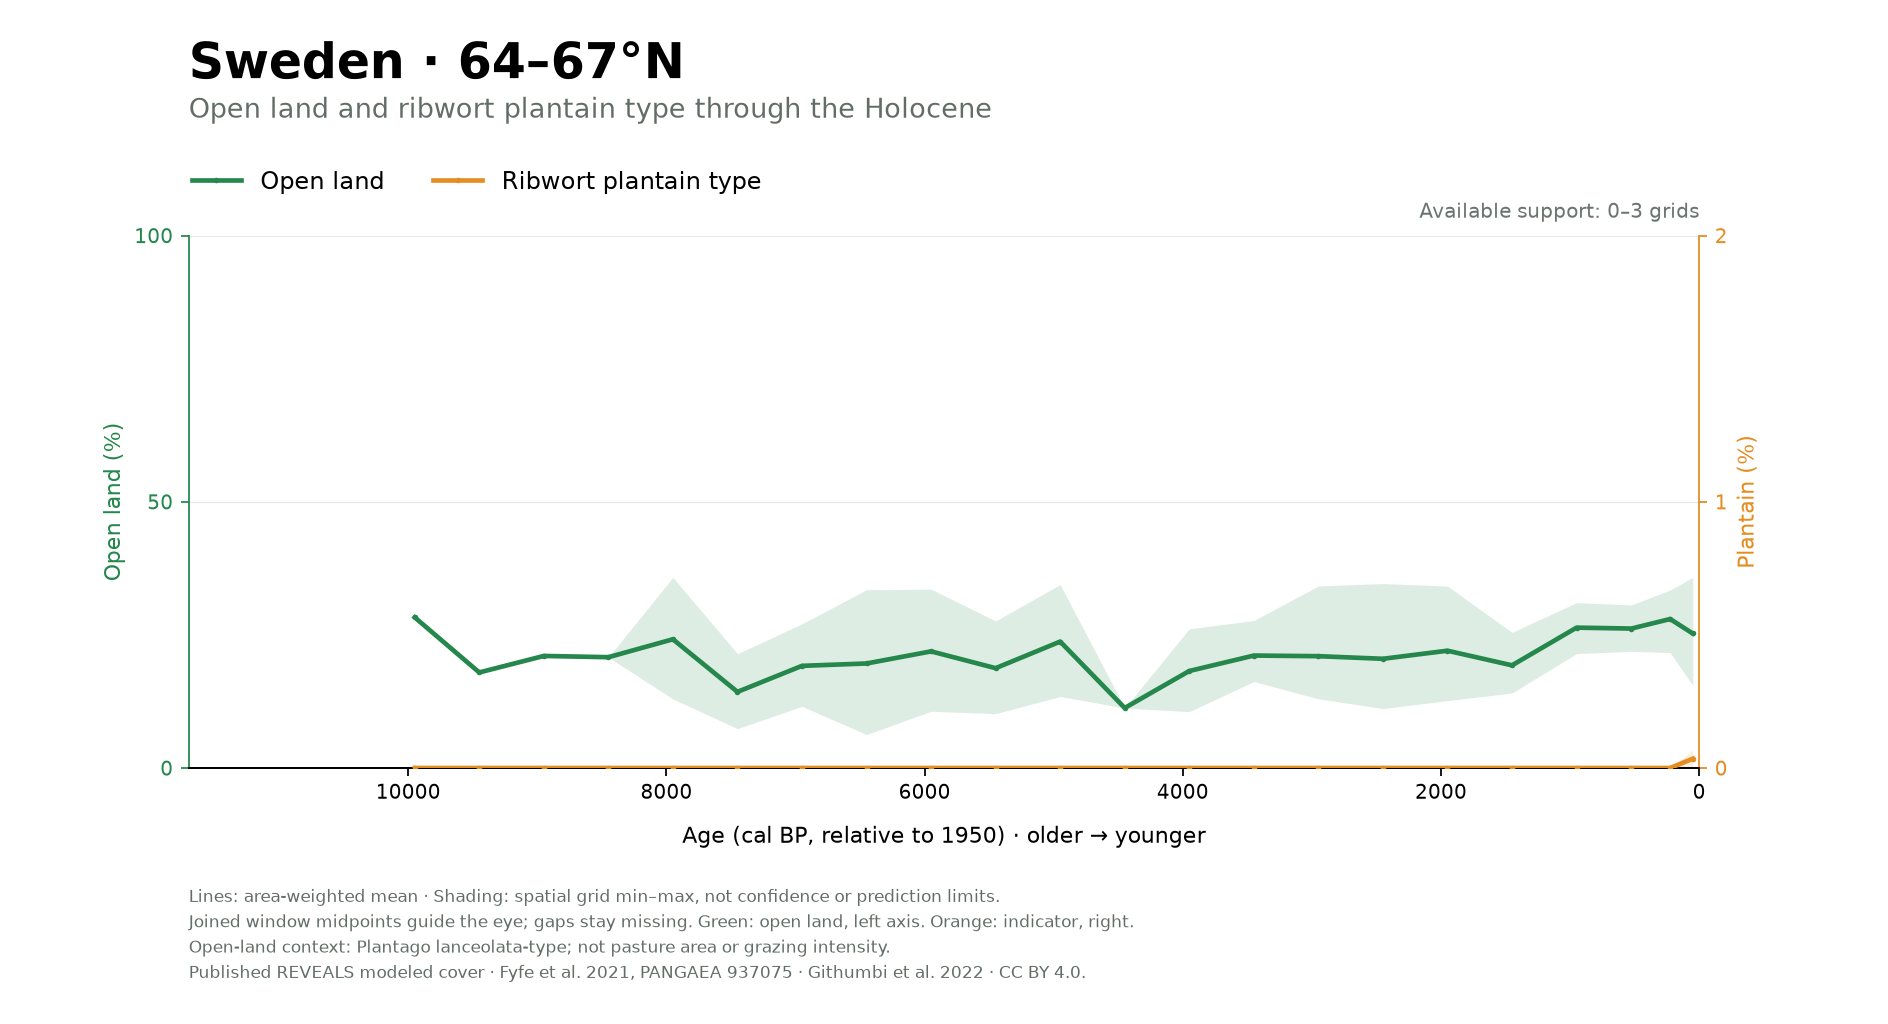 Sweden · 64–67°N
Open land and ribwort plantain type through the Holocene
Open land
Ribwort plantain type
Available support: 0–3 grids
100
50
0
Open land (%)
2
1
0
Plantain (%)
10000
8000
6000
4000
2000
0
Age (cal BP, relative to 1950) · older → younger
Lines: area-weighted mean · Shading: spatial grid min–max, not confidence or prediction limits.
Joined window midpoints guide the eye; gaps stay missing. Green: open land, left axis. Orange: indicator, right.
Open-land context: Plantago lanceolata-type; not pasture area or grazing intensity.
Published REVEALS modeled cover · Fyfe et al. 2021, PANGAEA 937075 · Githumbi et al. 2022 · CC BY 4.0.